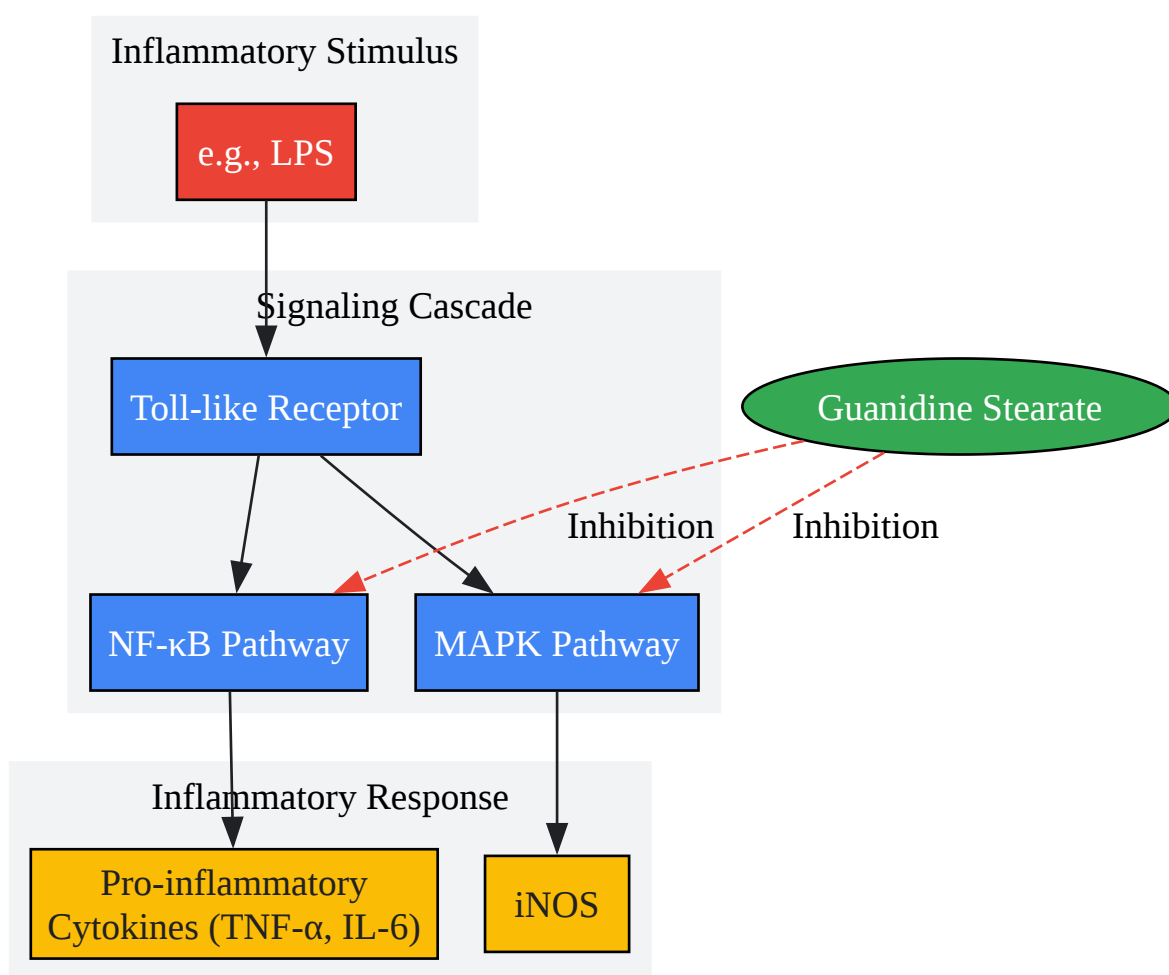 Inflammatory Stimulus
e.g., LPS
Signaling Cascade
Toll-like Receptor
Guanidine Stearate
Inhibition
Inhibition
NF-κB Pathway
MAPK Pathway
Inflammatory Response
Pro-inflammatory
Cytokines (TNF-α, IL-6)
iNOS